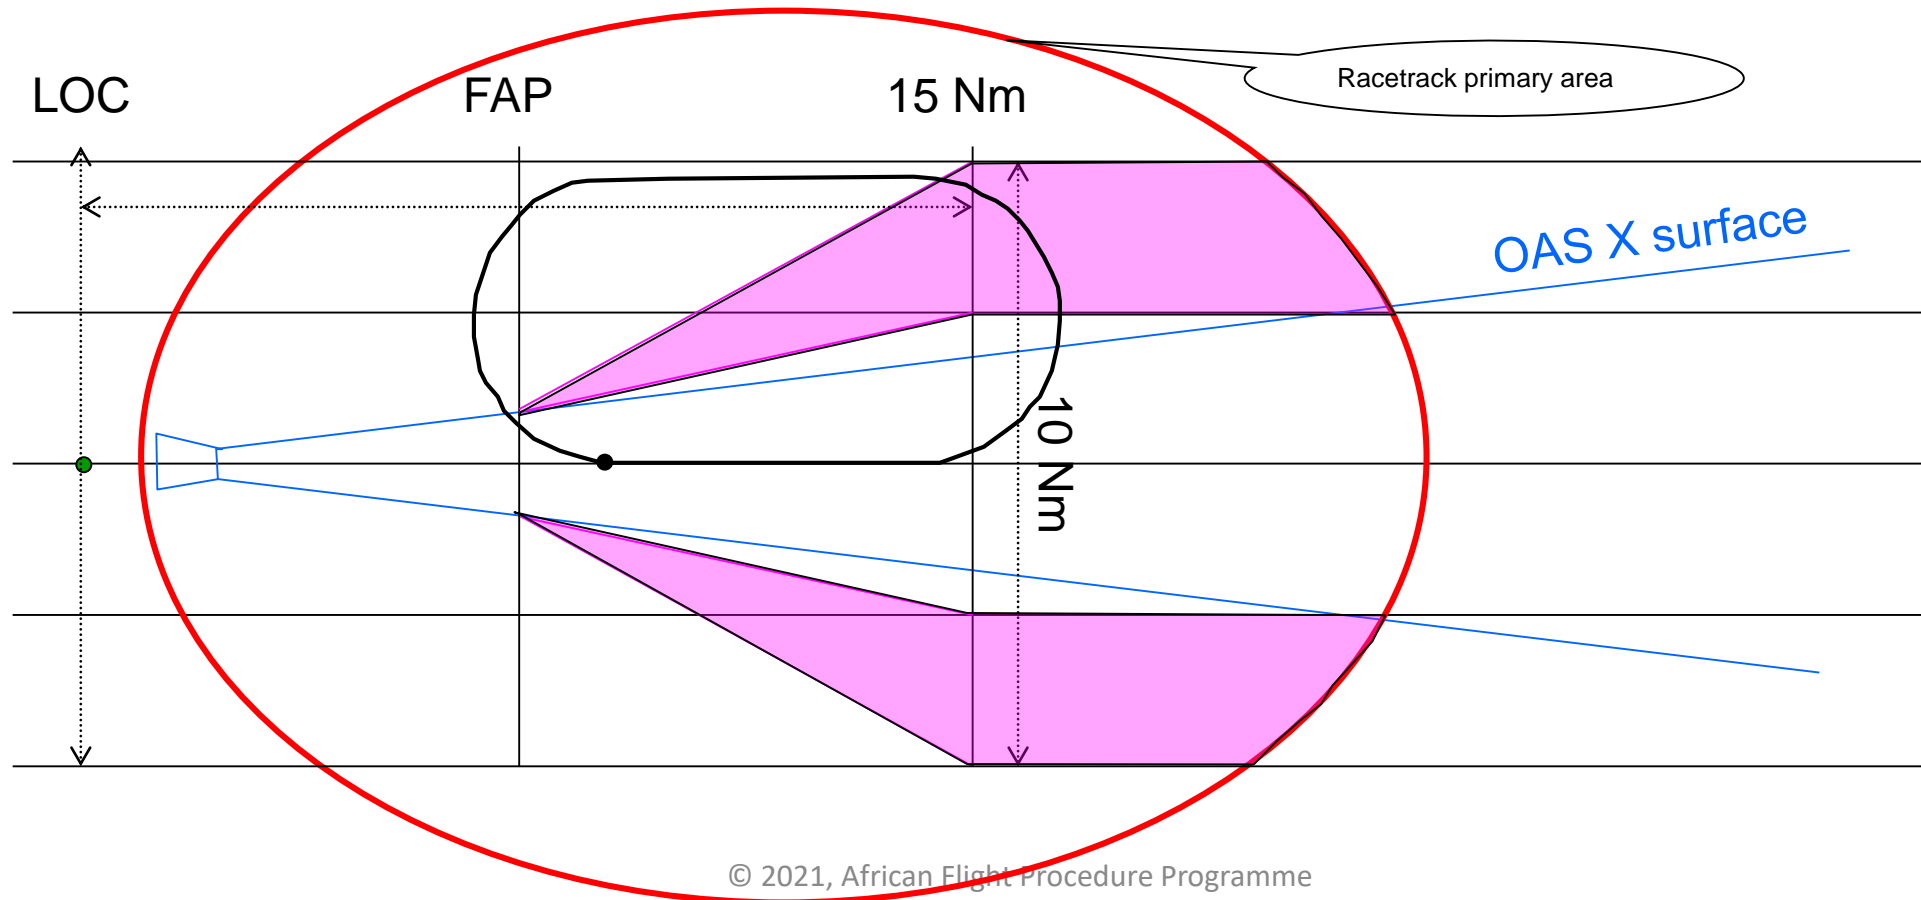 LOC
FAP
15 Nm
Racetrack primary area
OAS X surface
10 Nm
© 2021, African Flight Procedure Programme